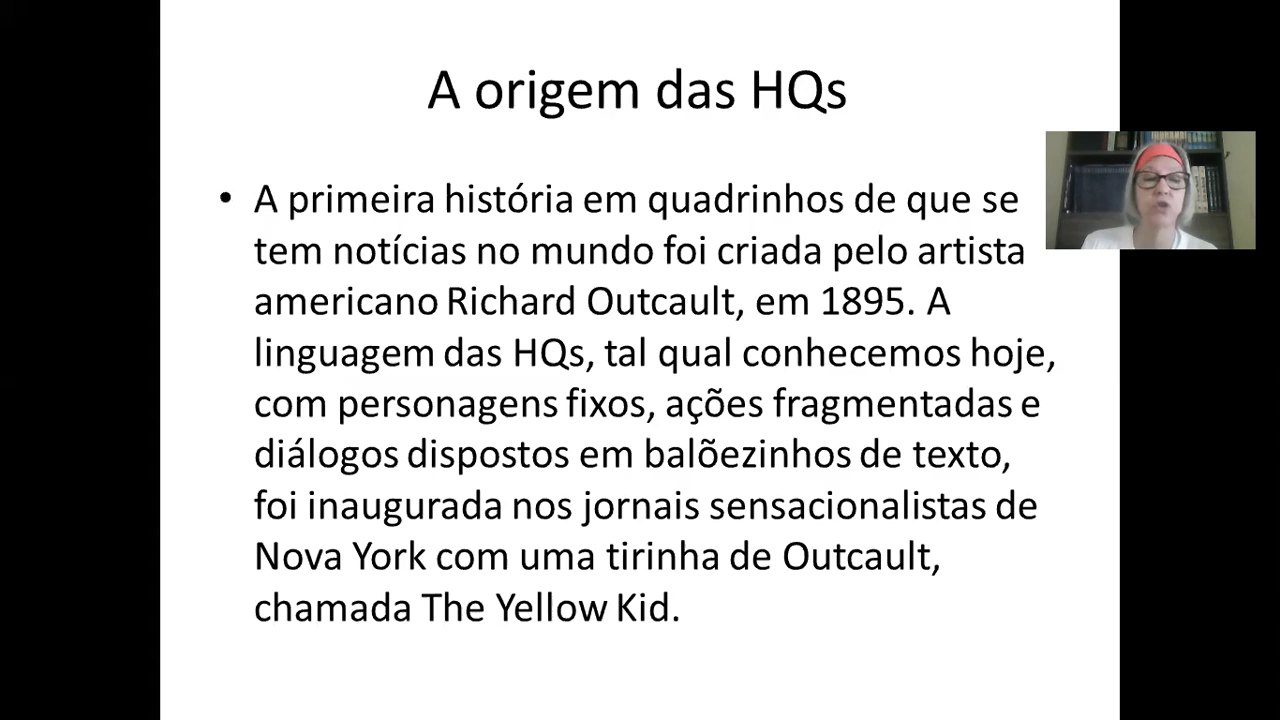 A origem das HQs
• A primeira história em quadrinhos de que se
tem notícias no mundo foi criada pelo artista
americano Richard Outcault, em 1895. A
linguagem das HQs, tal qual conhecemos hoje,
com personagens fixos, ações fragmentadas e
diálogos dispostos em balõezinhos de texto,
foi inaugurada nos jornais sensacionalistas de
Nova York com uma tirinha de Outcault,
chamada The Yellow Kid.